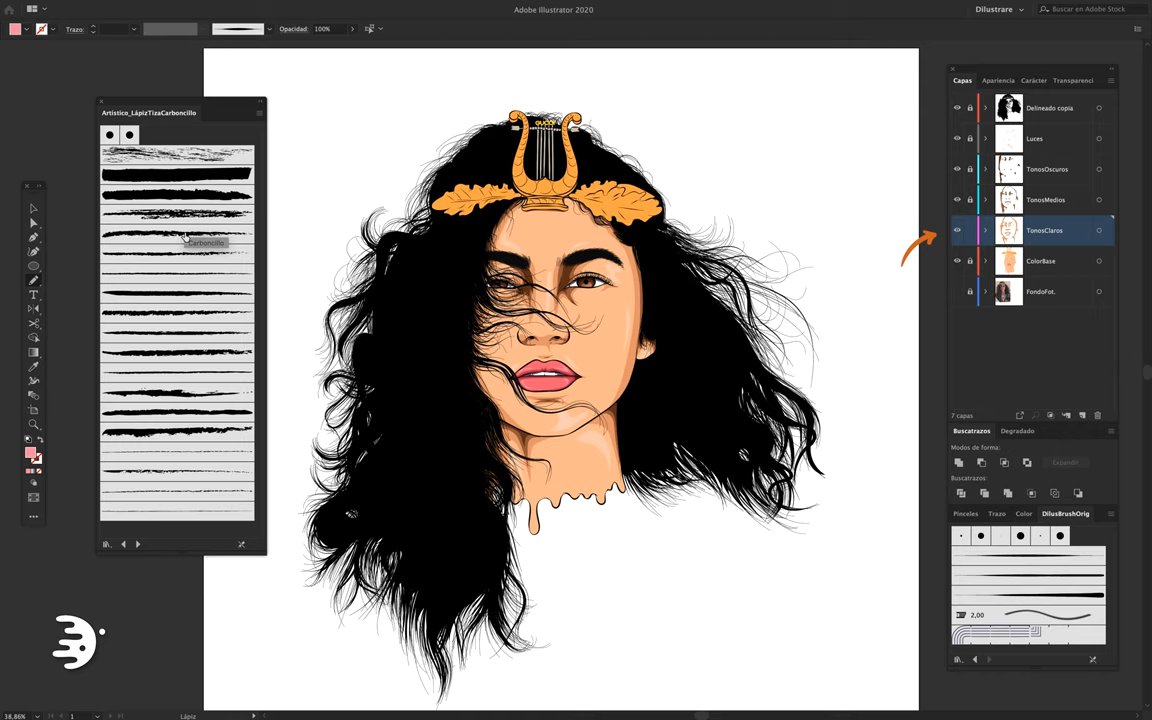 Adobe Illustrator 2020
Dilustrare
Buscar en Adobe Stock
Trazo:
Opacidad:
100%
Artístico_LápizTizaCarboncillo
Carboncillo
GUCCI
Capas
Apariencia
Carácter
Transparenci
Delineado copia
Luces
TonosOscuros
TonosMedios
TonosClaros
ColorBase
FondoFot.
7 capas
Buscatrazos
Degradado
Modos de forma:
Expandir
Buscatrazos:
Pinceles
Trazo
Color
DilusBrushOrig
2,00
38,86%
1
Lápiz